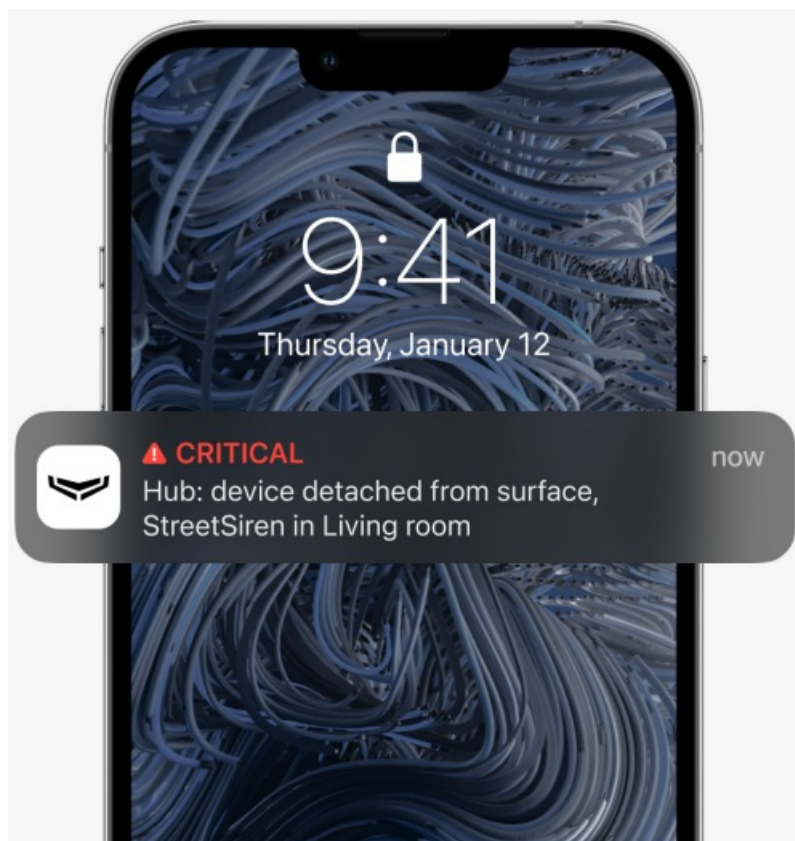 9:41
Thursday, January 12
CRITICAL
now
Hub: device detached from surface,
StreetSiren in Living room